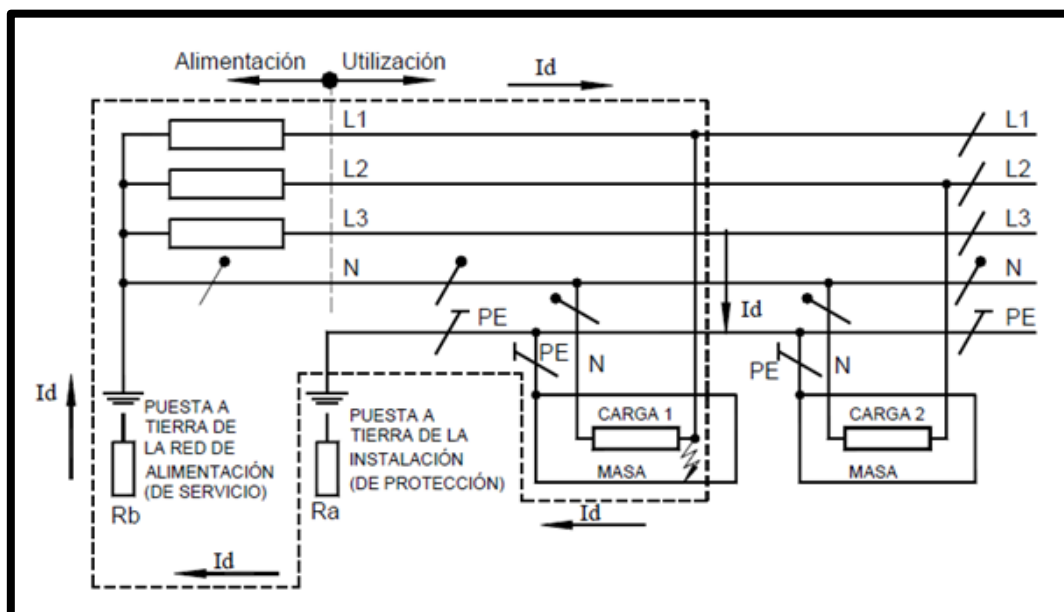 Alimentación Utilización
Id
L1 L1
L2 L2
L3 L3
N N
PE PE
Id
PE N
PE N
CARGA 1
MASA
CARGA 2
MASA
Id
PUESTA A
TIERRA DE
LA RED DE
ALIMENTACIÓN
(DE SERVICIO)
Rb
PUESTA A
TIERRA DE LA
INSTALACIÓN
(DE PROTECCIÓN)
Ra
Id
Id